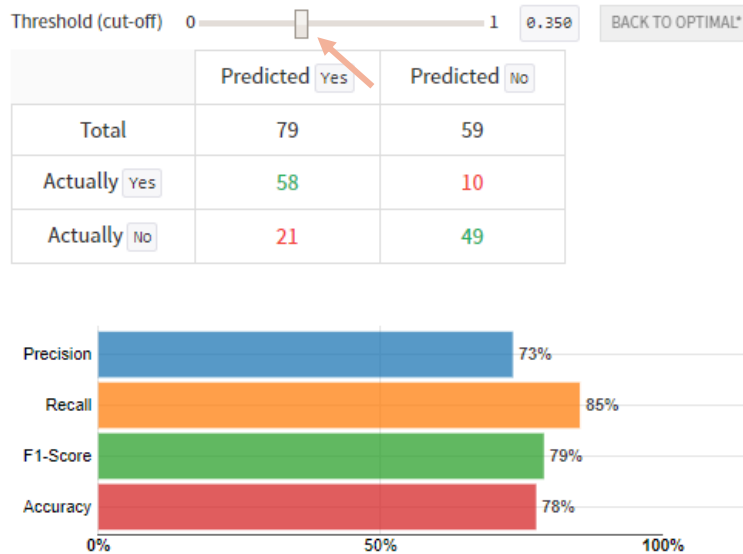 Threshold (cut-off) 0 1 0.350 BACK TO OPTIMAL*
Predicted Yes Predicted No
Total 79 59
Actually Yes 58 10
Actually No 21 49
Precision 73%
Recall 85%
F1-Score 79%
Accuracy 78%
0% 50% 100%